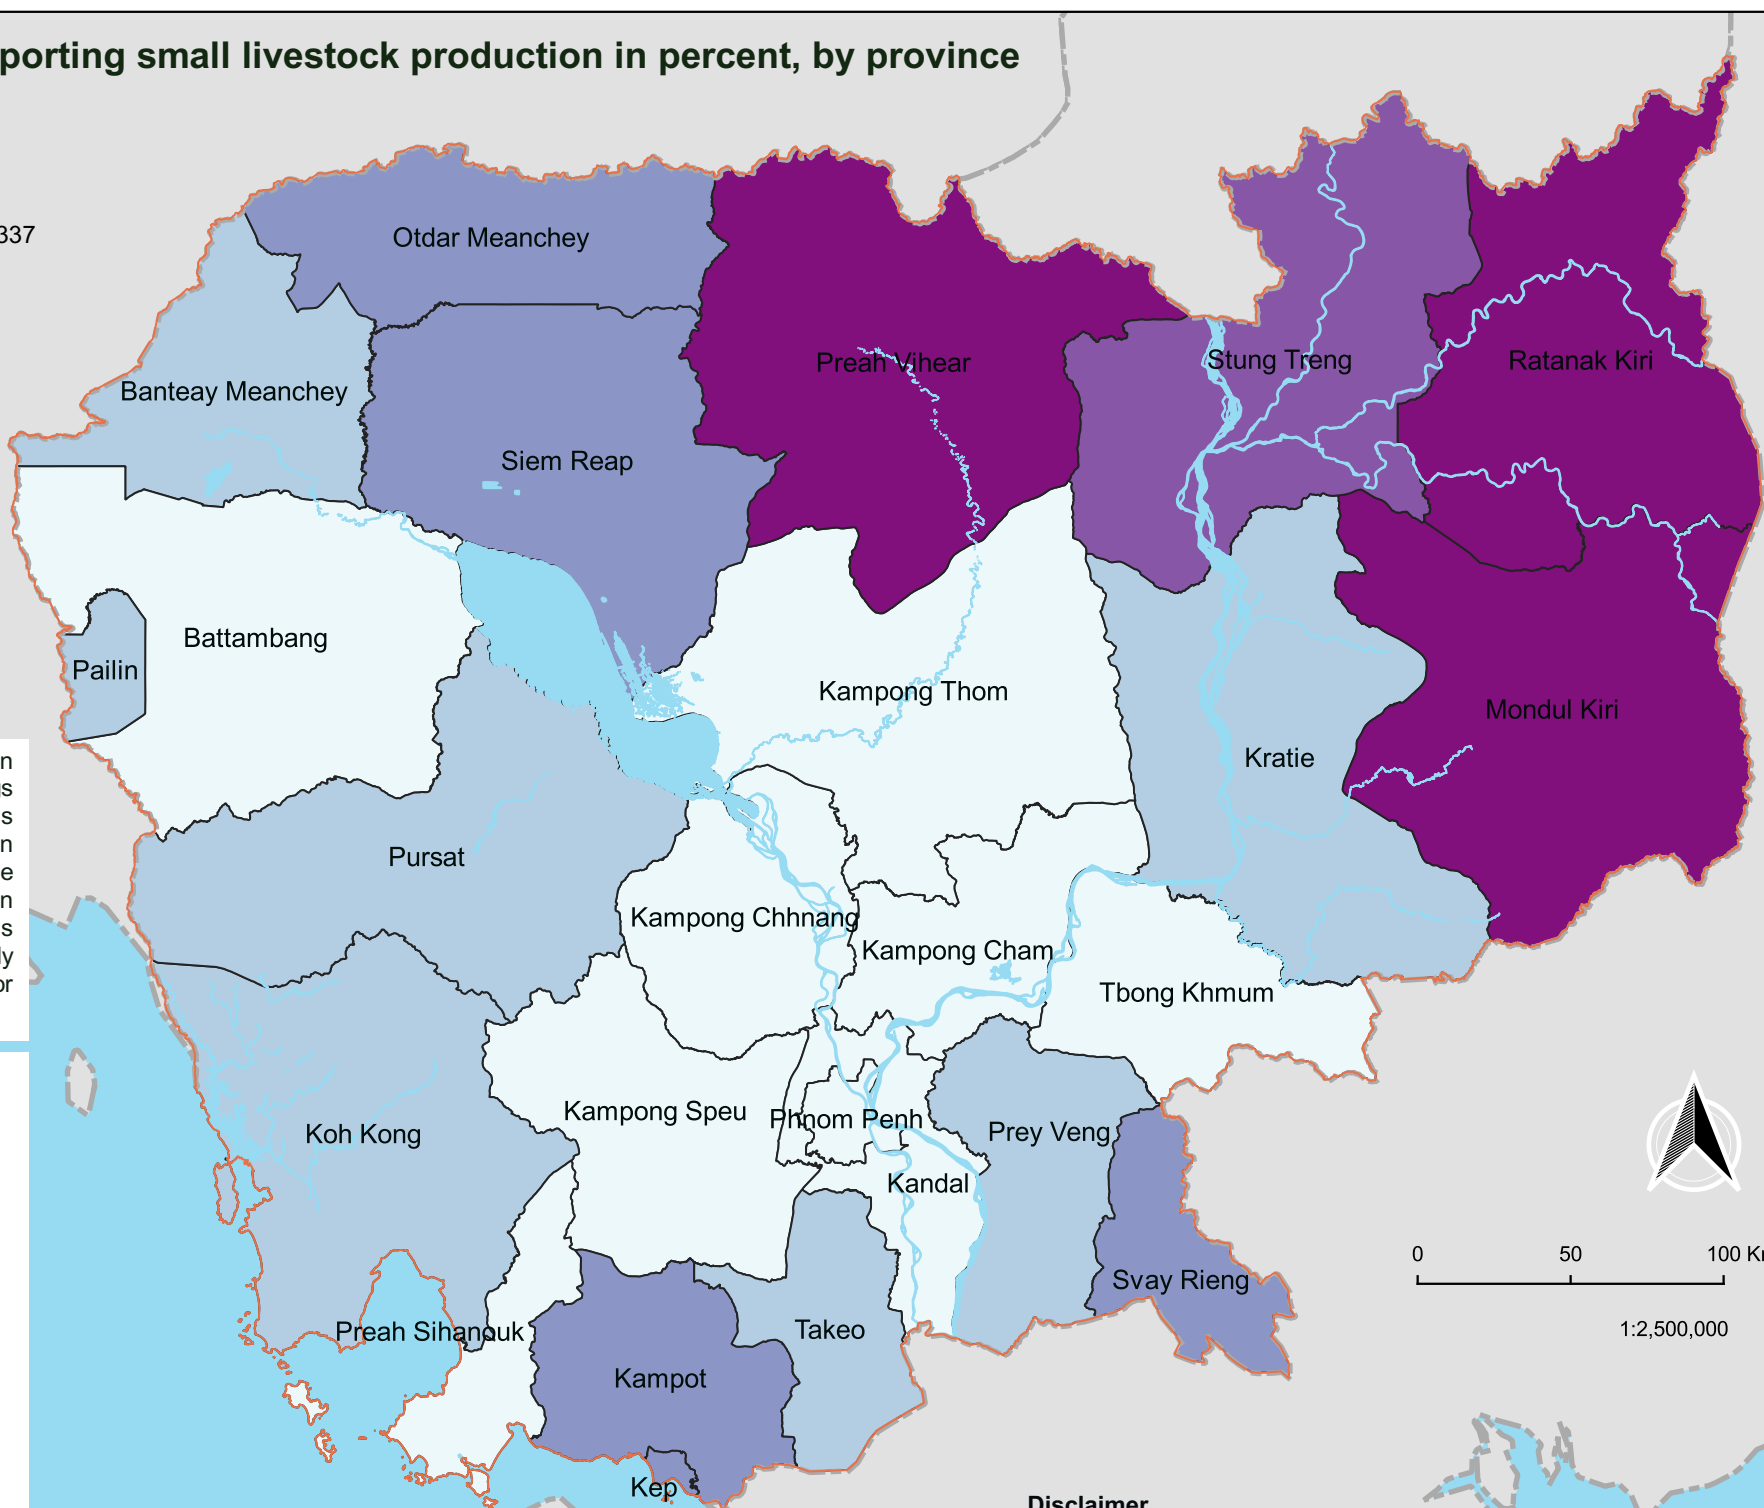 porting small livestock production in percent, by province
337
Otdar Meanchey
Banteay Meanchey
Siem Reap
Preah Vihear
Stung Treng
Ratanak Kiri
Battambang
Pailin
Kampong Thom
Mondul Kiri
Kratie
n
gs
s
n
e
n
s
ly
or
Pursat
Kampong Chhnang
Kampong Cham
Tbong Khmum
Kampong Speu
Phnom Penh
Koh Kong
Prey Veng
Kandal
Svay Rieng
Preah Sihanouk
Takeo
Kampot
Kep
0 50 100 K
1:2,500,000
Disclaimer